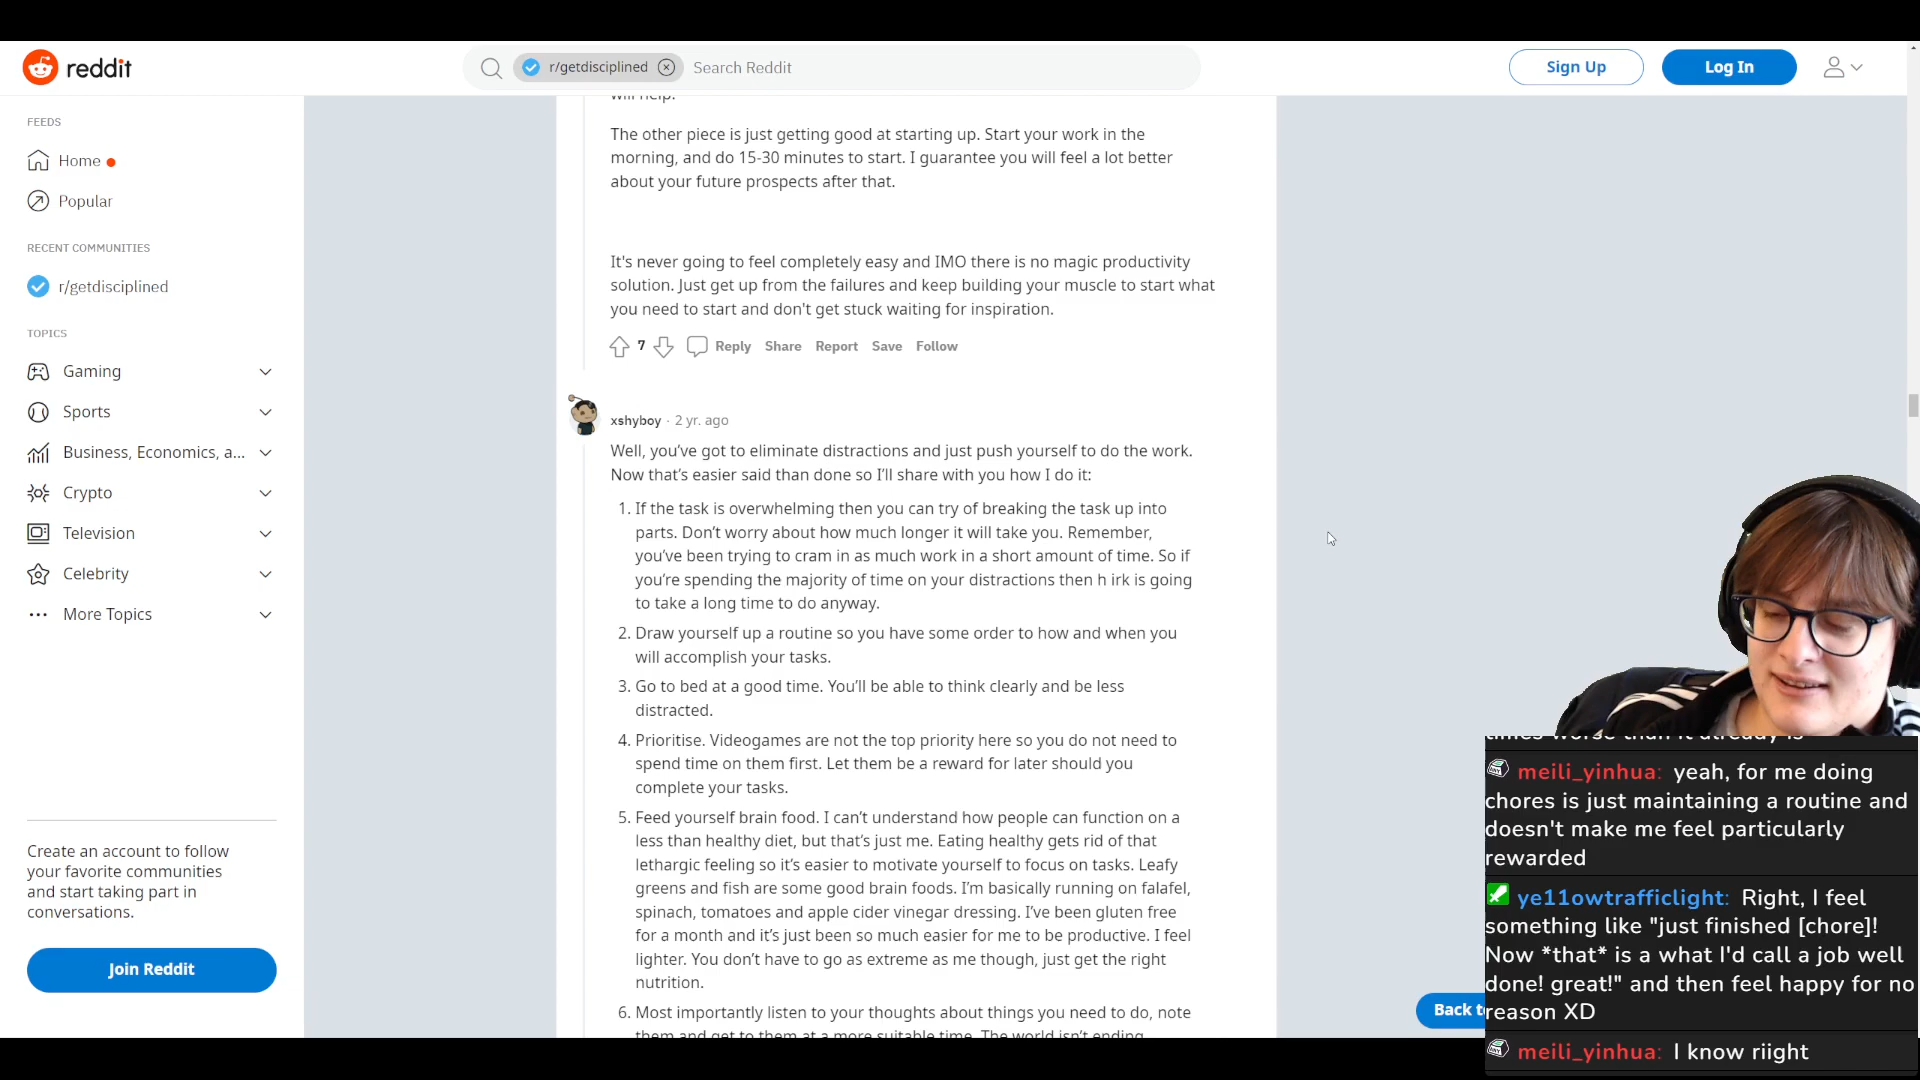 reddit
r/getdisciplined
Search Reddit
Sign Up
Log In
FEEDS
Home
Popular
RECENT COMMUNITIES
r/getdisciplined
TOPICS
Gaming
Sports
Business, Economics, a...
Crypto
Television
Celebrity
More Topics
Create an account to follow
your favorite communities
and start taking part in
conversations.
Join Reddit
will help.
The other piece is just getting good at starting up. Start your work in the
morning, and do 15-30 minutes to start. I guarantee you will feel a lot better
about your future prospects after that.
It's never going to feel completely easy and IMO there is no magic productivity
solution. Just get up from the failures and keep building your muscle to start what
you need to start and don't get stuck waiting for inspiration.
7 Reply Share Report Save Follow
xshyboy · 2 yr. ago
Well, you’ve got to eliminate distractions and just push yourself to do the work.
Now that’s easier said than done so I’ll share with you how I do it:
1. If the task is overwhelming then you can try of breaking the task up into
parts. Don’t worry about how much longer it will take you. Remember,
you’ve been trying to cram in as much work in a short amount of time. So if
you’re spending the majority of time on your distractions then h irk is going
to take a long time to do anyway.
2. Draw yourself up a routine so you have some order to how and when you
will accomplish your tasks.
3. Go to bed at a good time. You’ll be able to think clearly and be less
distracted.
4. Prioritise. Videogames are not the top priority here so you do not need to
spend time on them first. Let them be a reward for later should you
complete your tasks.
5. Feed yourself brain food. I can’t understand how people can function on a
less than healthy diet, but that’s just me. Eating healthy gets rid of that
lethargic feeling so it’s easier to motivate yourself to focus on tasks. Leafy
greens and fish are some good brain foods. I’m basically running on falafel,
spinach, tomatoes and apple cider vinegar dressing. I’ve been gluten free
for a month and it’s just been so much easier for me to be productive. I feel
lighter. You don’t have to go as extreme as me though, just get the right
nutrition.
6. Most importantly listen to your thoughts about things you need to do, note
them and get to them at a more suitable time. The world isn’t ending
Back to
times worse than it already is
meili_yinhua: yeah, for me doing
chores is just maintaining a routine and
doesn't make me feel particularly
rewarded
ye11owtrafficlight: Right, I feel
something like "just finished [chore]!
Now *that* is a what I'd call a job well
done! great!" and then feel happy for no
reason XD
meili_yinhua: I know riight